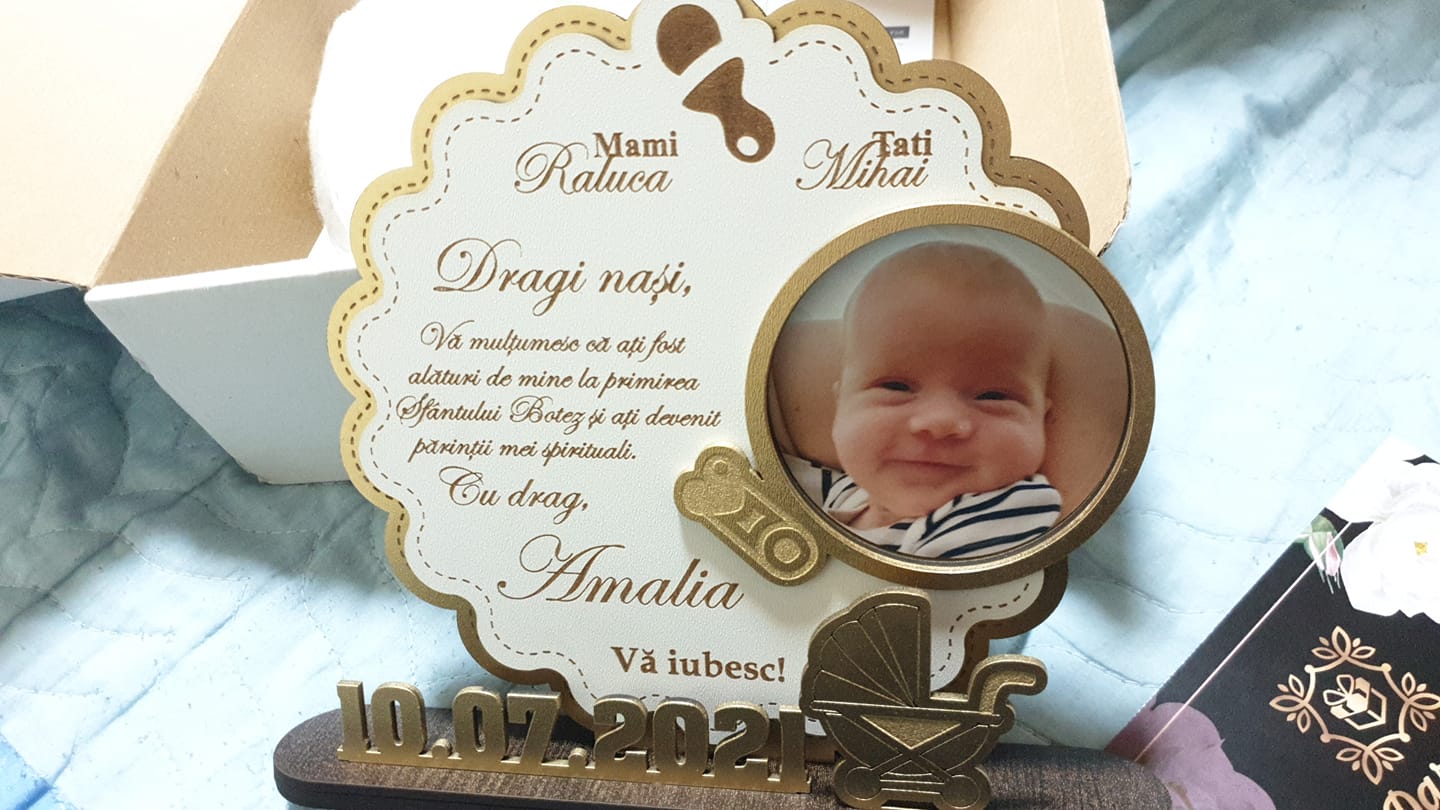 Mami
Raluca
Tati
Mihai
Dragi nași,
Vă mulțumesc că ați fost
alături de mine la primirea
Sfântului Botez și ați devenit
părinții mei spirituali.
Cu drag,
Amalia
Vă iubesc!
10.07.2021